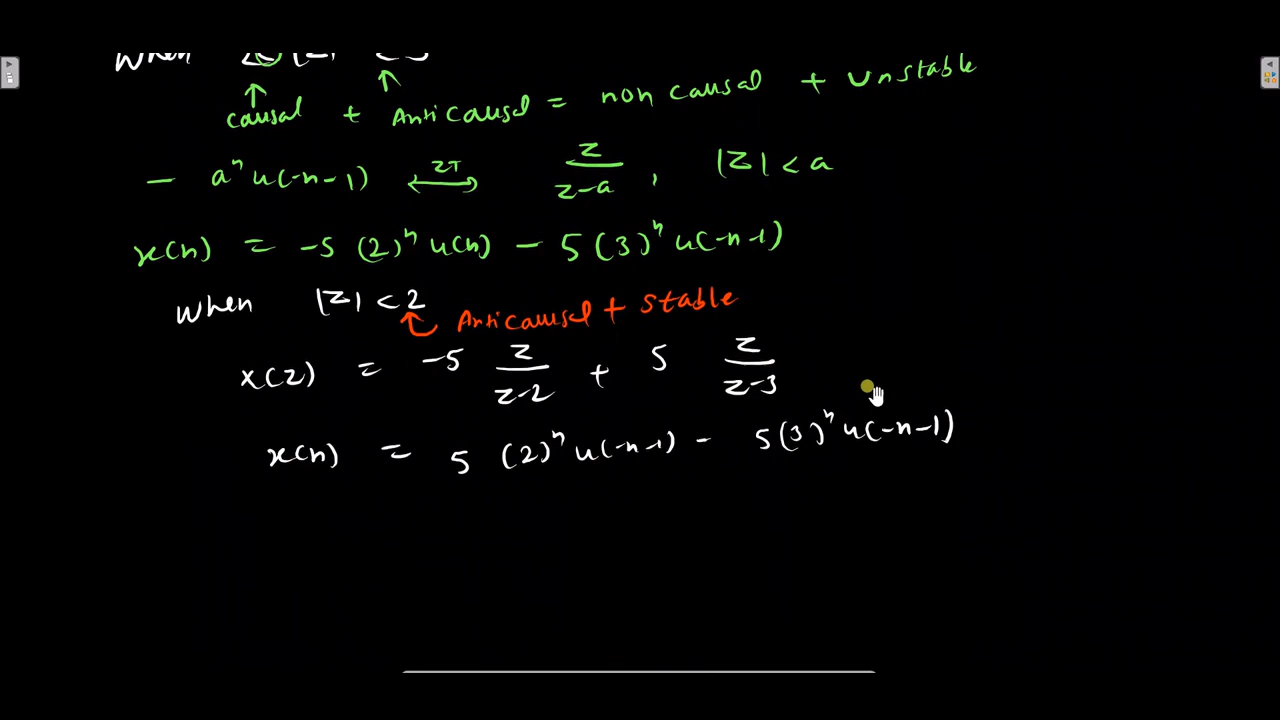 When
causal + Anticausal = non causal + unstable
- aⁿ u(-n-1) ⟷ ZT z/(z-a), |z| < a
x(n) = -5 (2)ⁿ u(n) - 5 (3)ⁿ u(-n-1)
When |z| < 2
Anticausal + stable
x(z) = -5 z/(z-2) + 5 z/(z-3)
x(n) = 5 (2)ⁿ u(-n-1) - 5(3)ⁿ u(-n-1)